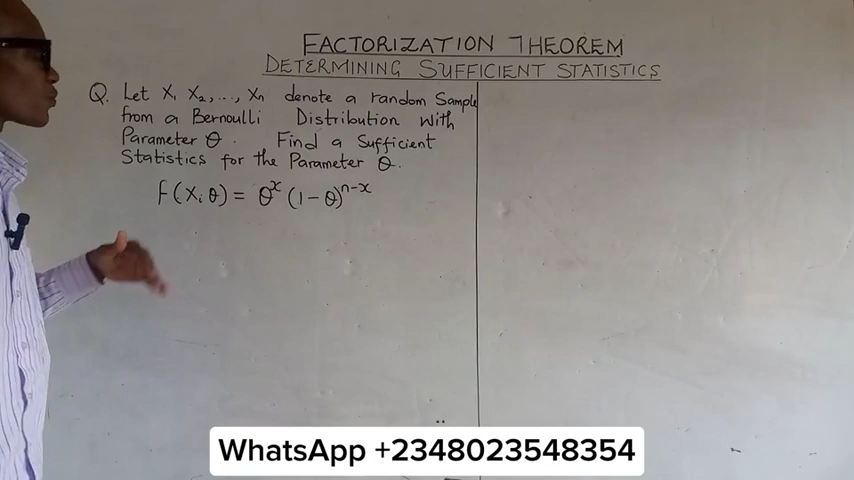 FACTORIZATION THEOREM
DETERMINING SUFFICIENT STATISTICS
Q. Let X₁ X₂, ..., Xn denote a random Sample
from a Bernoulli Distribution with
Parameter θ. Find a Sufficient
Statistics for the Parameter θ.
f(X; θ) = θ^x (1-θ)^{n-x}
WhatsApp +2348023548354